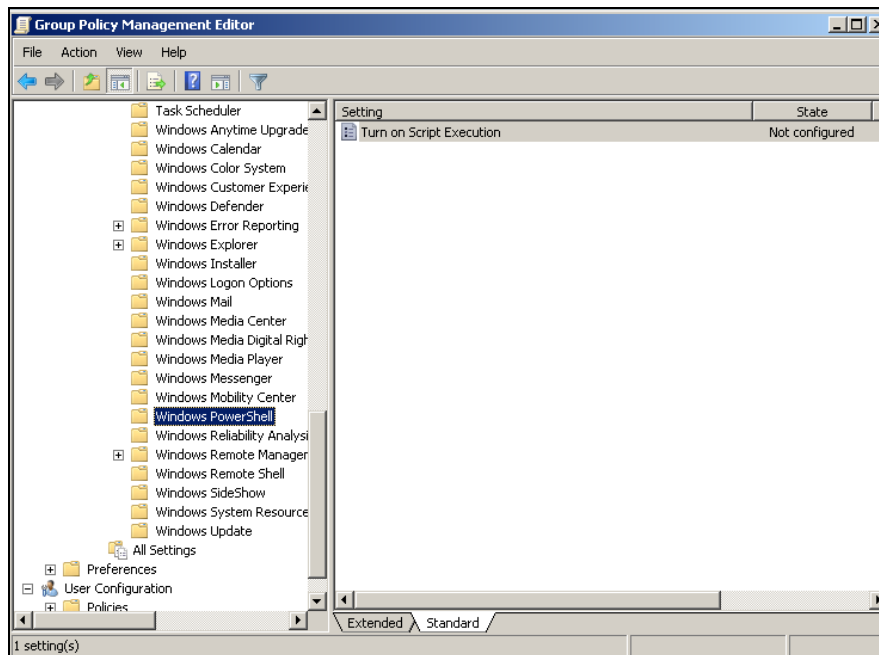 Group Policy Management Editor
File Action View Help
Task Scheduler
Windows Anytime Upgrade
Windows Calendar
Windows Color System
Windows Customer Experie
Windows Defender
Windows Error Reporting
Windows Explorer
Windows Installer
Windows Logon Options
Windows Mail
Windows Media Center
Windows Media Digital Righ
Windows Media Player
Windows Messenger
Windows Mobility Center
Windows PowerShell
Windows Reliability Analysi
Windows Remote Manager
Windows Remote Shell
Windows SideShow
Windows System Resource
Windows Update
All Settings
Preferences
User Configuration
Policies
Setting State
Turn on Script Execution Not configured
Extended Standard
1 setting(s)